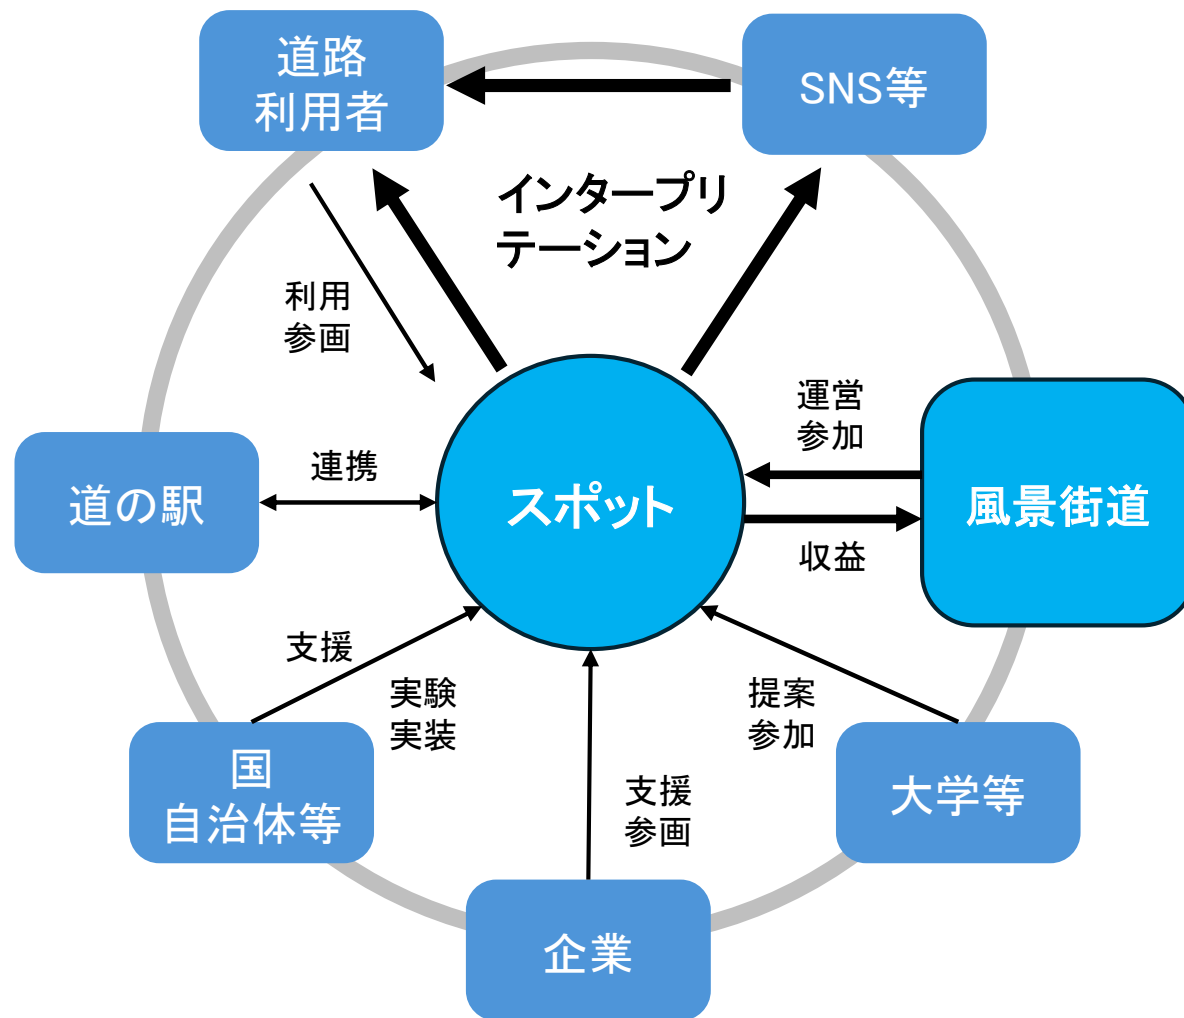 道路
利用者
SNS等
インタープリ
テーション
利用
参画
運営
参加
道の駅
連携
スポット
風景街道
収益
支援
実験
実装
提案
参加
国
自治体等
支援
参画
大学等
企業